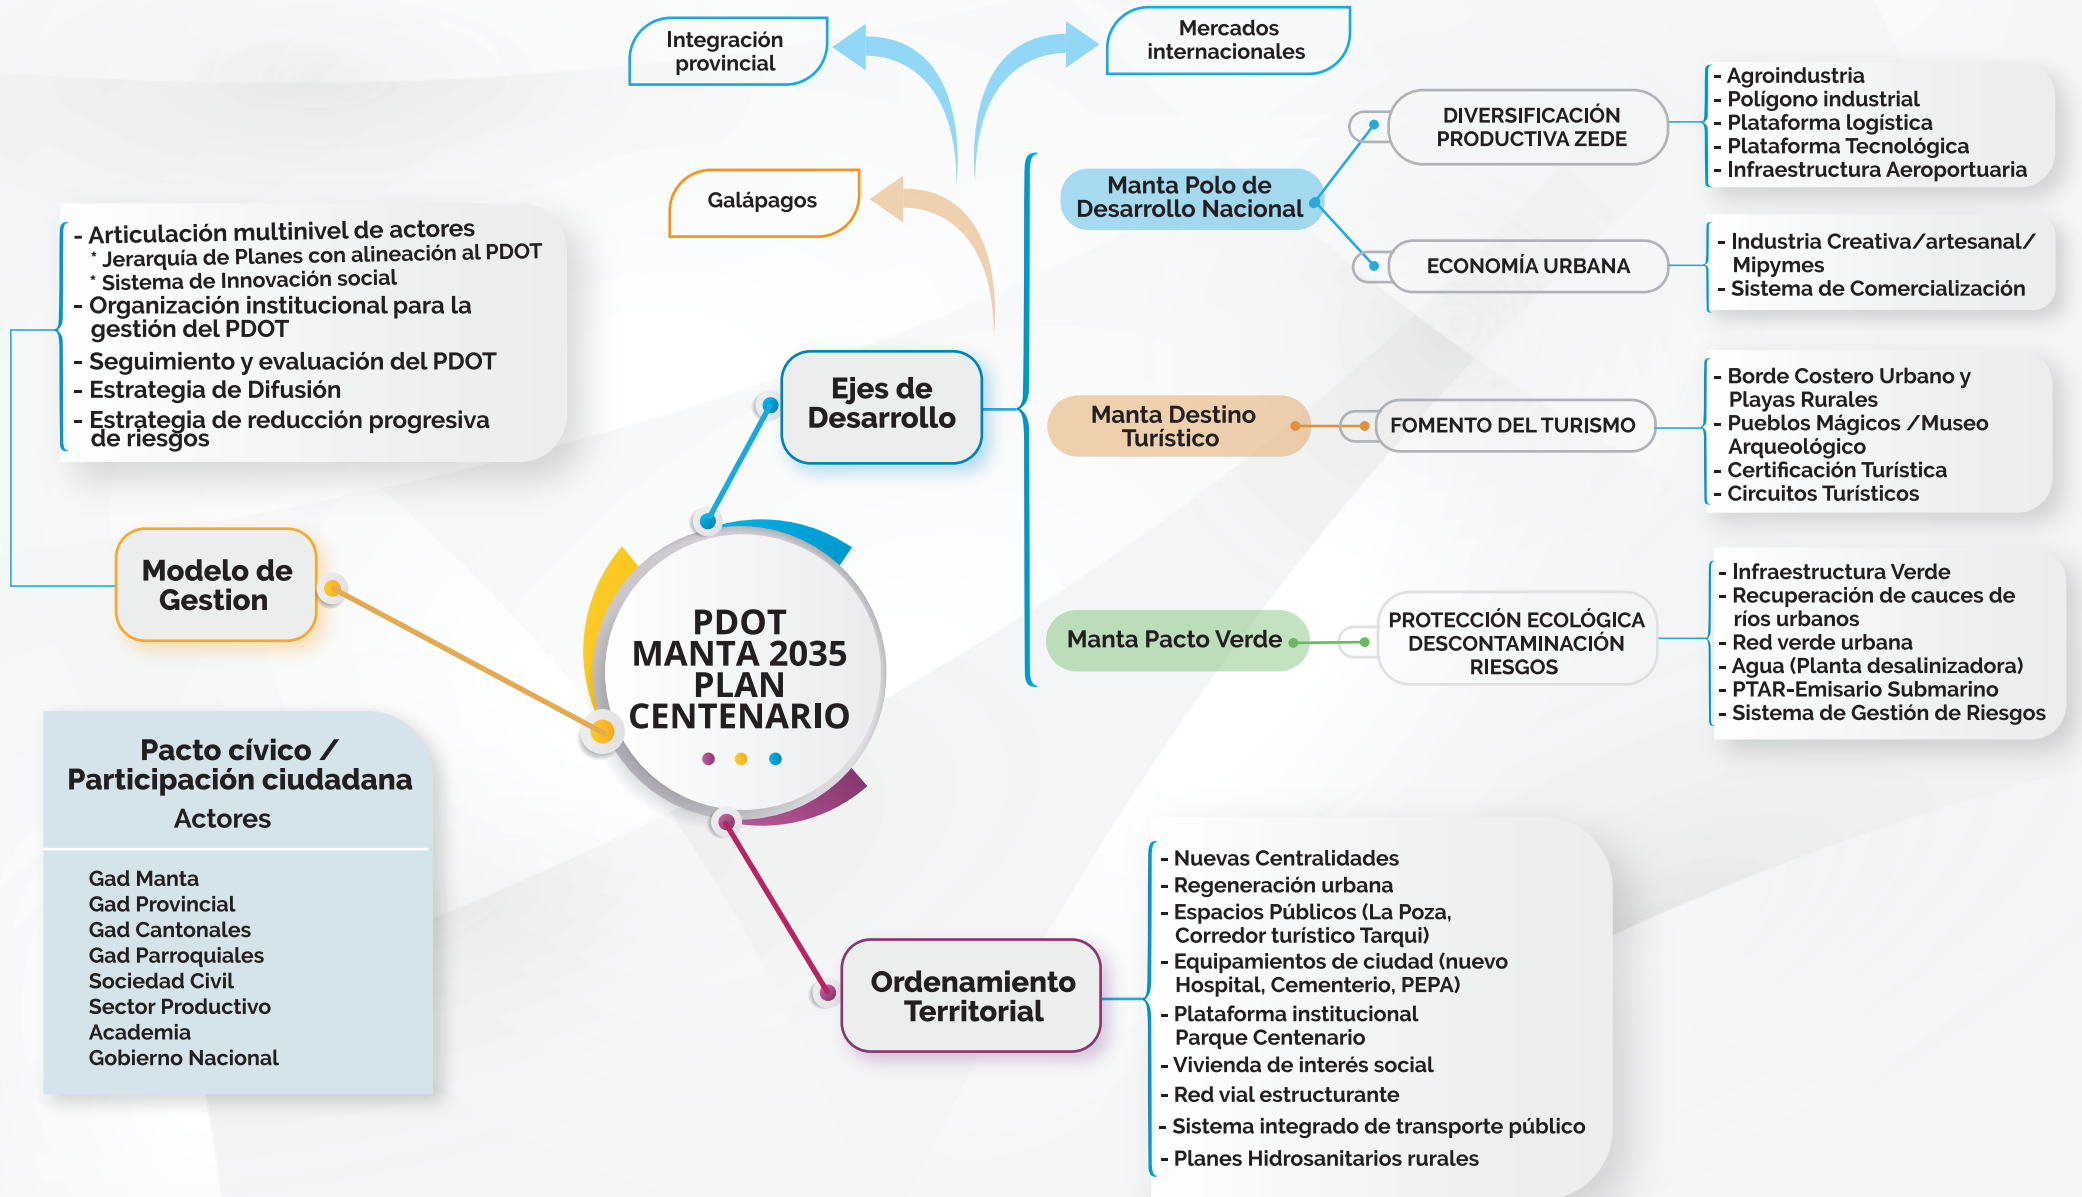 Integración
provincial
Mercados
internacionales
Galápagos
- Articulación multinivel de actores
* Jerarquía de Planes con alineación al PDOT
* Sistema de Innovación social
- Organización institucional para la
gestión del PDOT
- Seguimiento y evaluación del PDOT
- Estrategia de Difusión
- Estrategia de reducción progresiva
de riesgos
Modelo de
Gestion
Pacto cívico /
Participación ciudadana
Actores
Gad Manta
Gad Provincial
Gad Cantonales
Gad Parroquiales
Sociedad Civil
Sector Productivo
Academia
Gobierno Nacional
PDOT
MANTA 2035
PLAN
CENTENARIO
Ejes de
Desarrollo
Manta Polo de
Desarrollo Nacional
DIVERSIFICACIÓN
PRODUCTIVA ZEDE
- Agroindustria
- Polígono industrial
- Plataforma logística
- Plataforma Tecnológica
- Infraestructura Aeroportuaria
ECONOMÍA URBANA
- Industria Creativa/artesanal/
Mipymes
- Sistema de Comercialización
Manta Destino
Turístico
FOMENTO DEL TURISMO
- Borde Costero Urbano y
Playas Rurales
- Pueblos Mágicos /Museo
Arqueológico
- Certificación Turística
- Circuitos Turísticos
Manta Pacto Verde
PROTECCIÓN ECOLÓGICA
DESCONTAMINACIÓN
RIESGOS
- Infraestructura Verde
- Recuperación de cauces de
ríos urbanos
- Red verde urbana
- Agua (Planta desalinizadora)
- PTAR-Emisario Submarino
- Sistema de Gestión de Riesgos
Ordenamiento
Territorial
- Nuevas Centralidades
- Regeneración urbana
- Espacios Públicos (La Poza,
Corredor turístico Tarqui)
- Equipamientos de ciudad (nuevo
Hospital, Cementerio, PEPA)
- Plataforma institucional
Parque Centenario
- Vivienda de interés social
- Red vial estructurante
- Sistema integrado de transporte público
- Planes Hidrosanitarios rurales